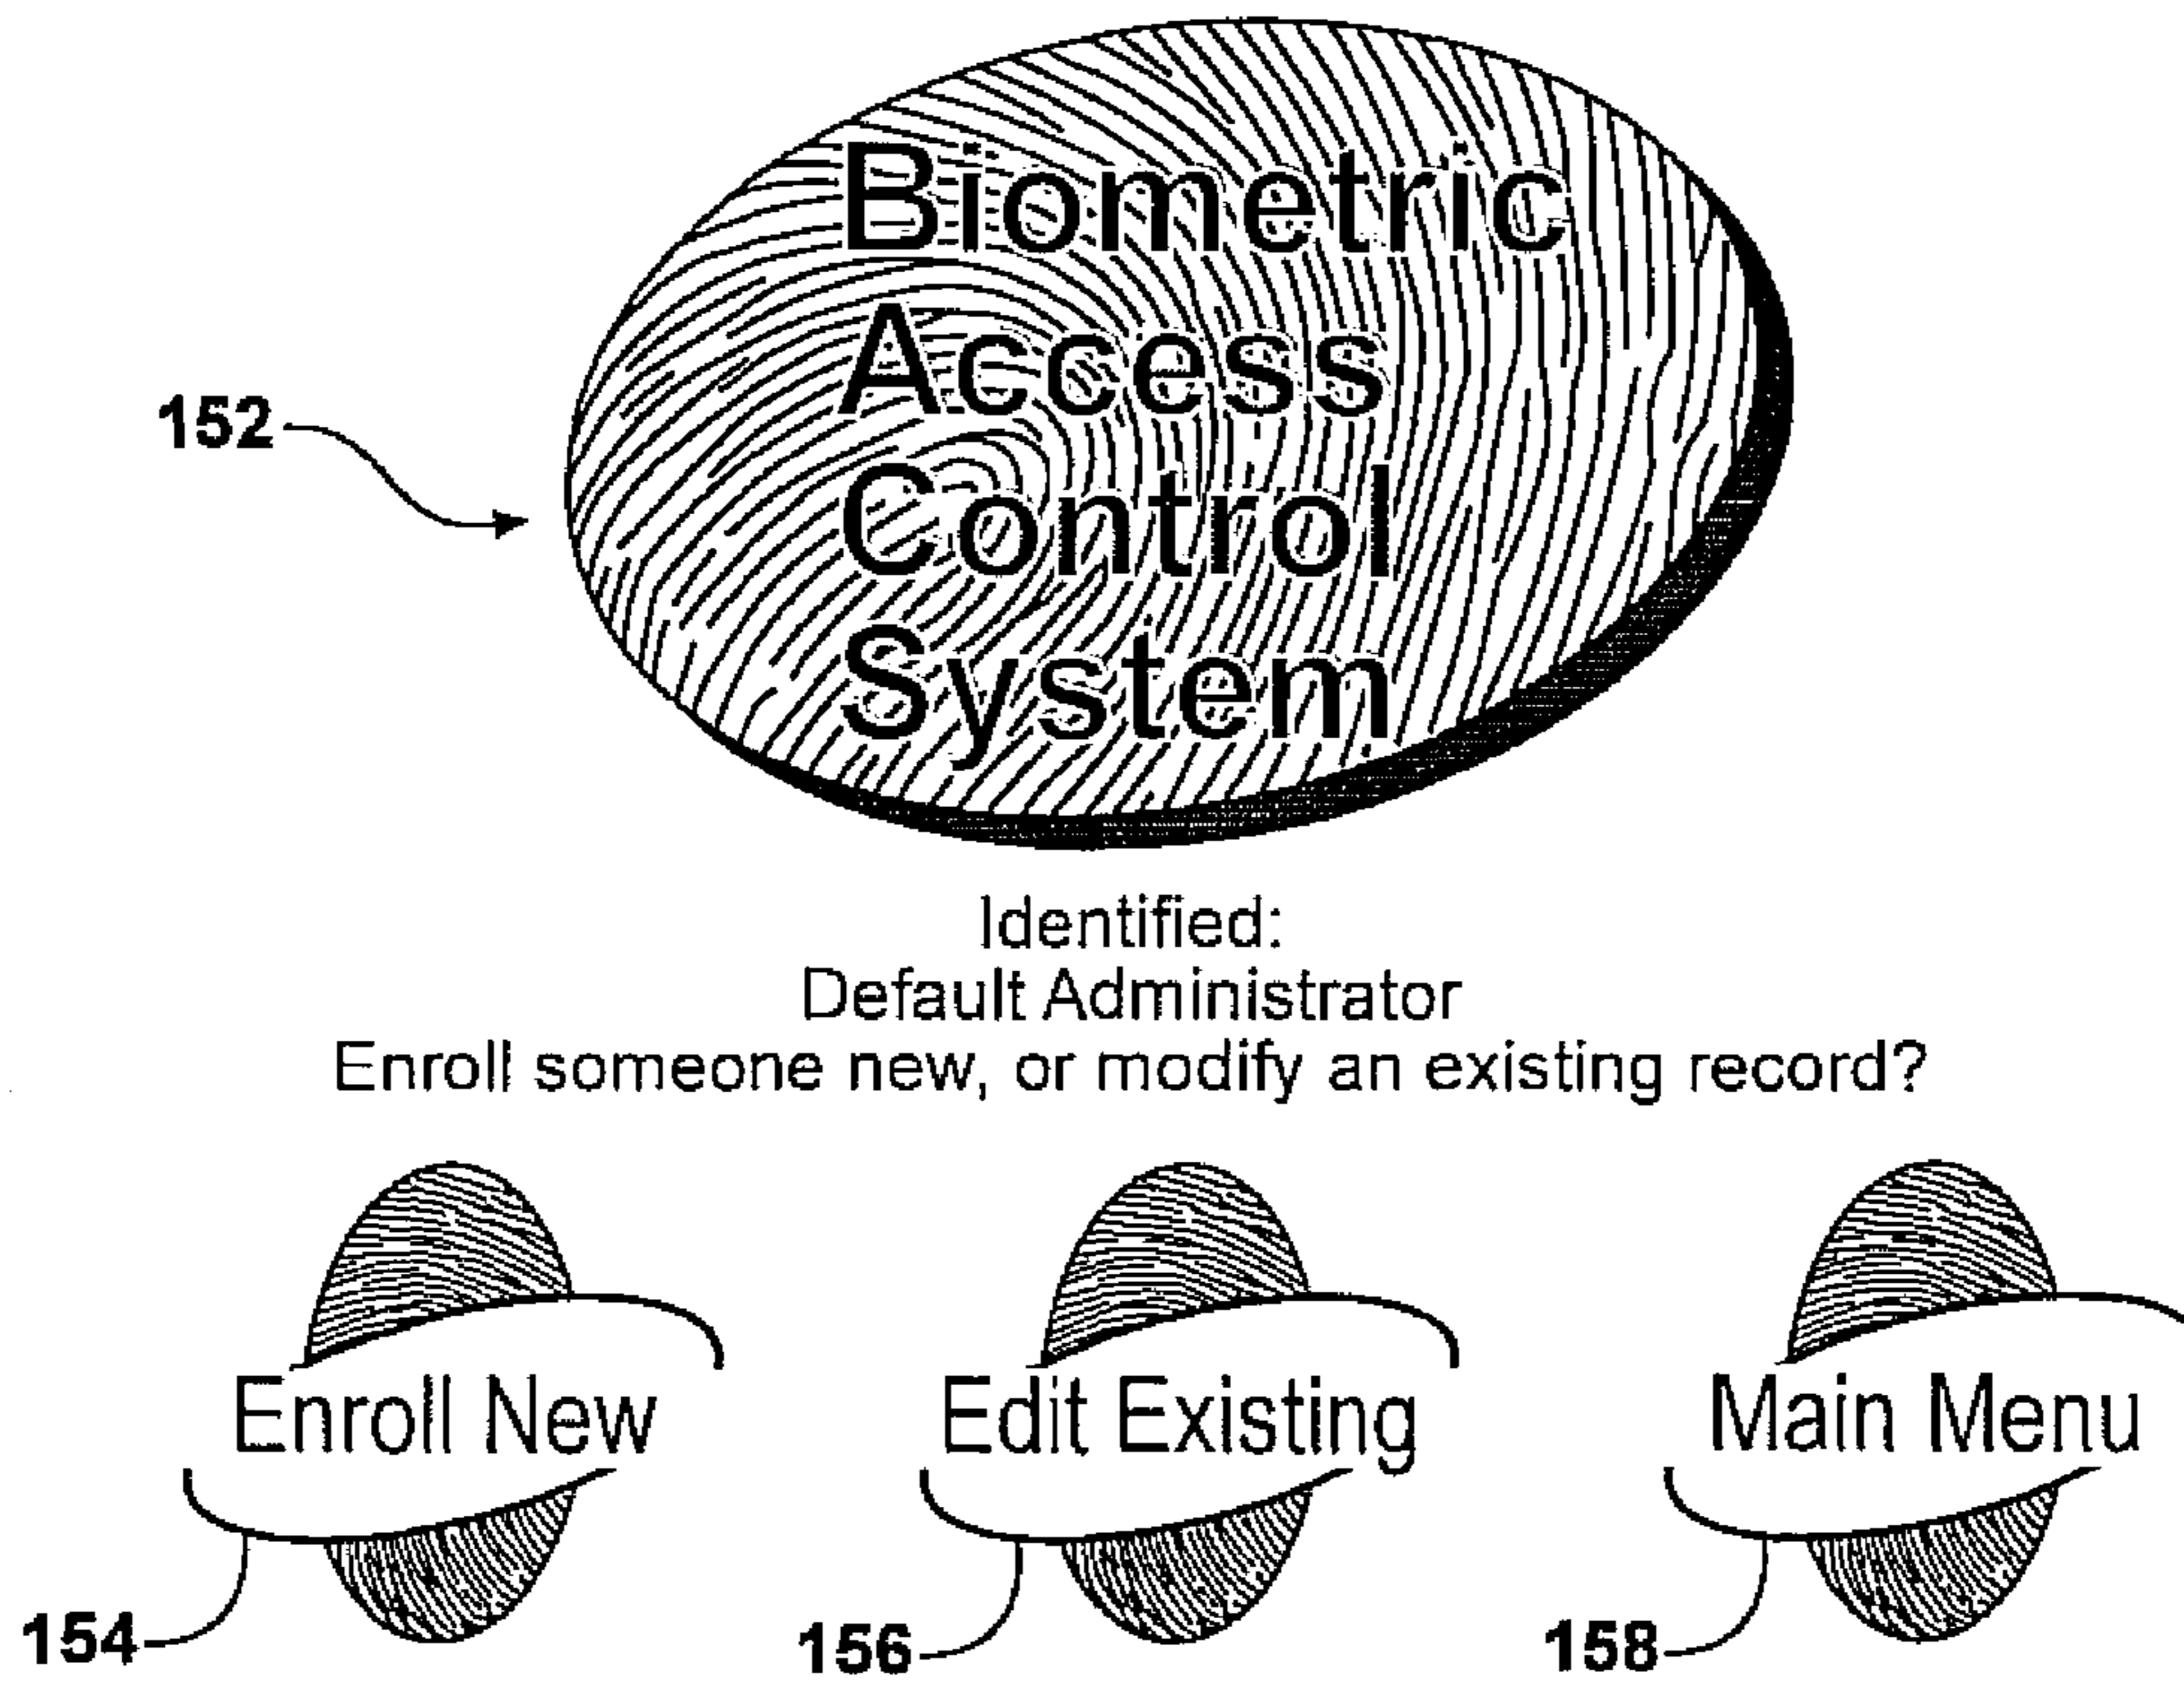 Biometric
Access
152
Control
System
Identified:
Default Administrator
Enroll someone new, or modify an existing record?
Enroll New
Edit Existing
Main Menu
154
156
158